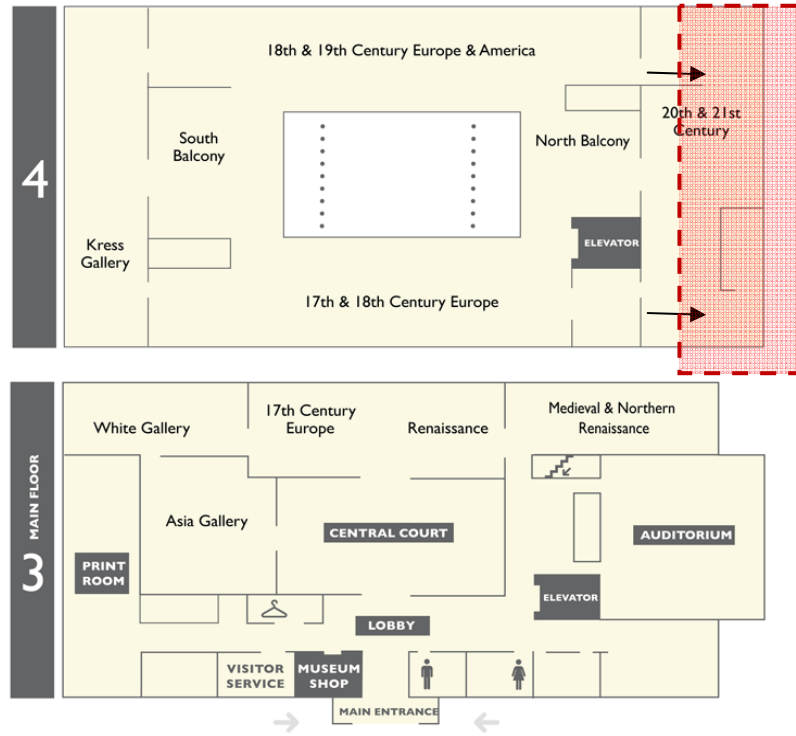 4
18th & 19th Century Europe & America
20th & 21st
Century
South
Balcony
North Balcony
Kress
Gallery
ELEVATOR
17th & 18th Century Europe
3 MAIN FLOOR
White Gallery
17th Century
Europe
Renaissance
Medieval & Northern
Renaissance
Asia Gallery
CENTRAL COURT
AUDITORIUM
PRINT
ROOM
ELEVATOR
LOBBY
VISITOR
SERVICE
MUSEUM
SHOP
MAIN ENTRANCE